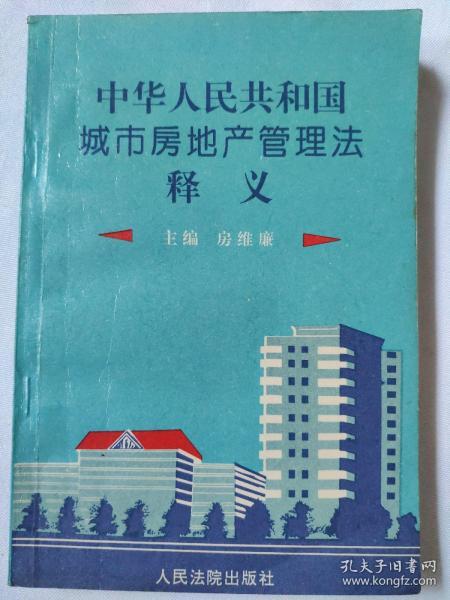 中华人民共和国
城市房地产管理法
释 义
主编 房维廉
人民法院出版社
孔夫子旧书网
www.kongfz.com